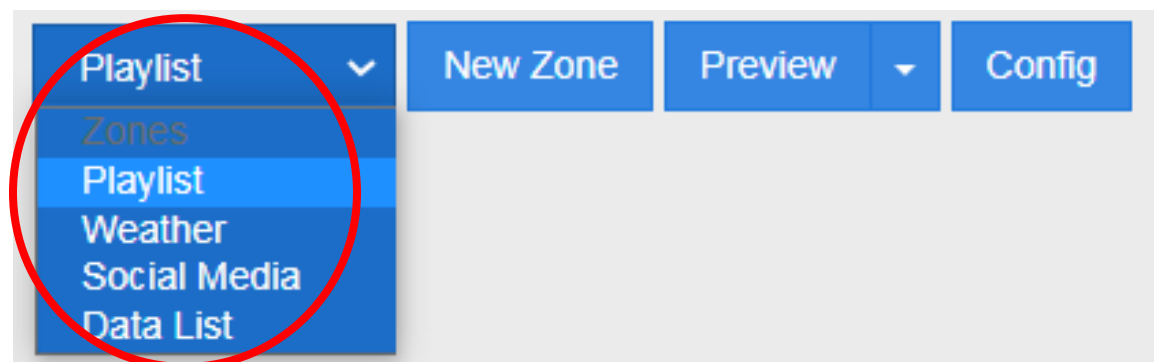 Playlist New Zone Preview Config
Zones
Playlist
Weather
Social Media
Data List